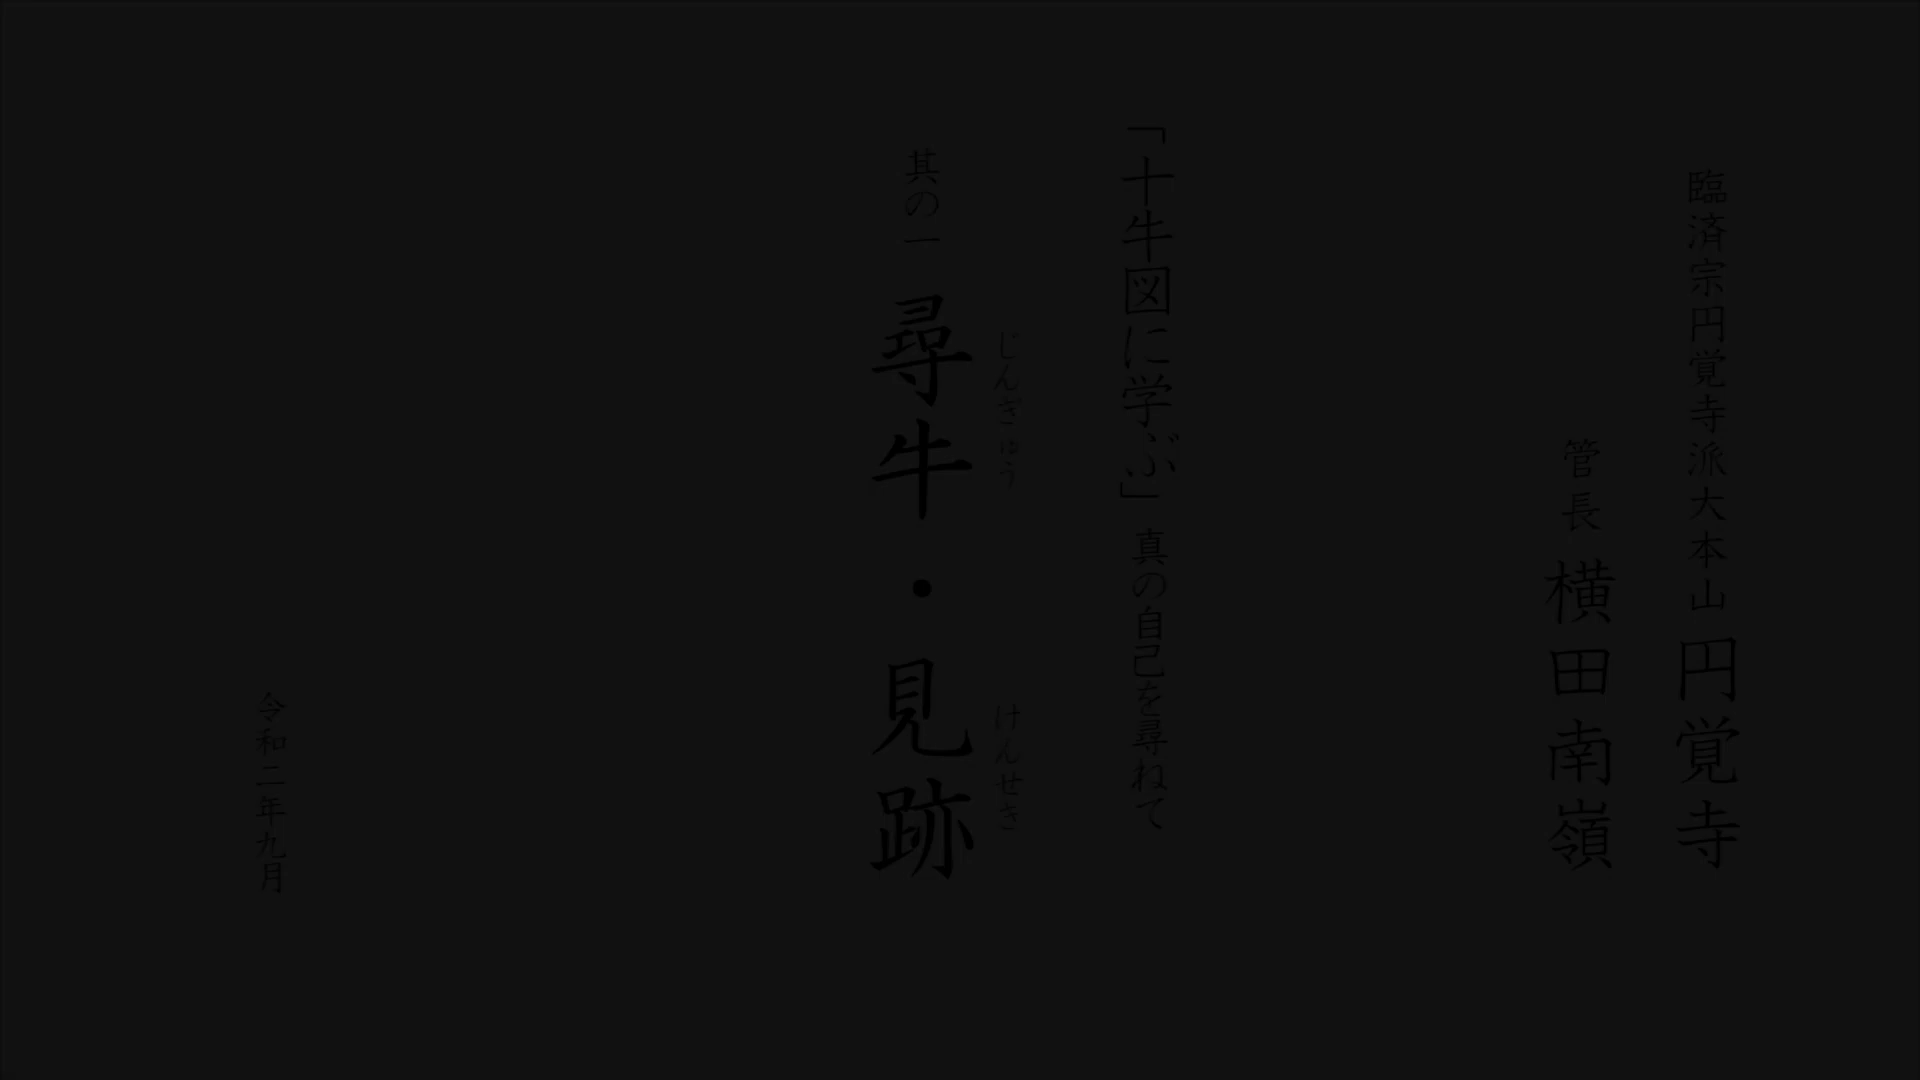 臨済宗円覚寺派大本山 円覚寺
管長 横田南嶺
「十牛図に学ぶ」真の自己を尋ねて
じんぎゅう けんせき
其の一 尋牛・見跡
令和二年九月